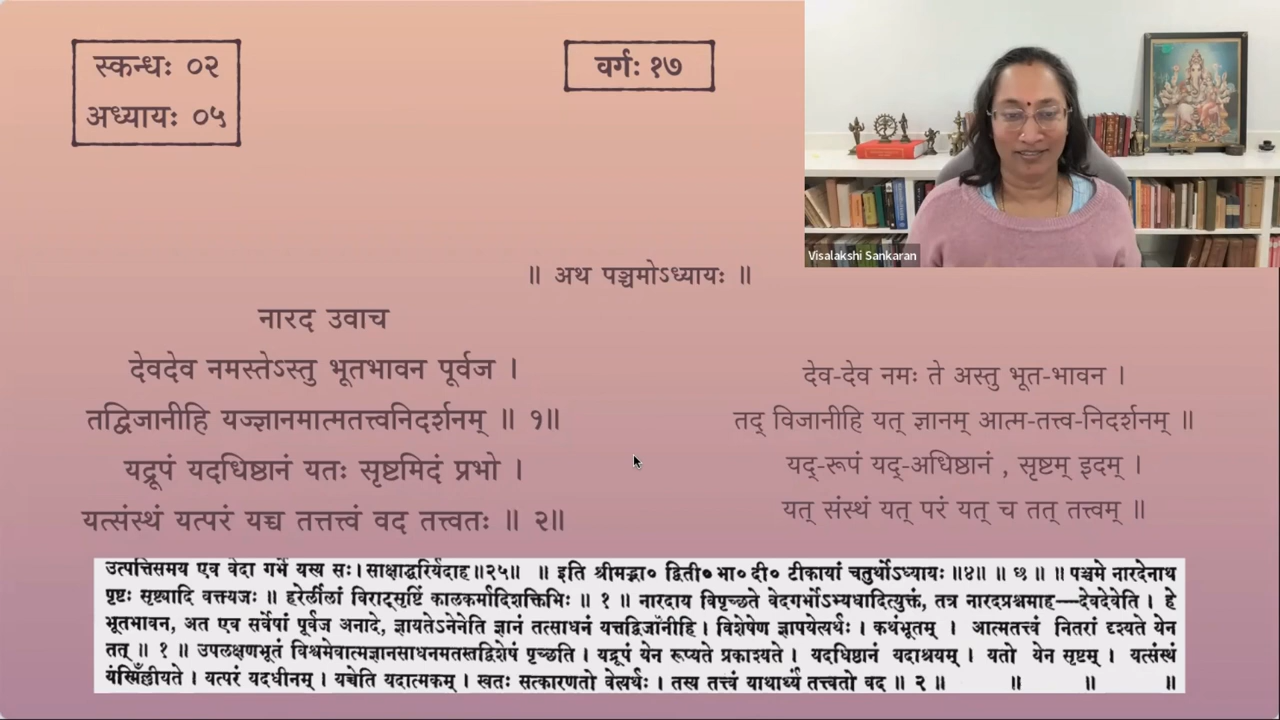 स्कन्धः ०२
अध्यायः ०५
वर्गः १७
Visalakshi Sankaran
॥ अथ पञ्चमोऽध्यायः ॥
नारद उवाच
देवदेव नमस्तेऽस्तु भूतभावन पूर्वज ।
तद्विजानीहि यज्ज्ञानमात्मतत्त्वनिदर्शनम् ॥ १॥
यद्रूपं यदधिष्ठानं यतः सृष्टमिदं प्रभो ।
यत्संस्थं यत्परं यच्च तत्तत्त्वं वद तत्त्वतः ॥ २॥
देव-देव नमः ते अस्तु भूत-भावन ।
तद् विजानीहि यत् ज्ञानम् आत्म-तत्त्व-निदर्शनम् ॥
यद्-रूपं यद्-अधिष्ठानं , सृष्टम् इदम् ।
यत् संस्थं यत् परं यत् च तत् तत्त्वम् ॥
उत्पत्तिसमय एव वेदा गर्भे यस्य सः । साक्षाद्धरिर्यदाह ॥२५॥ ॥ इति श्रीमद्भा० द्विती० भा० दी० टीकायां चतुर्थोऽध्यायः ॥४॥ ॥ छ ॥ ॥ पञ्चमे नारदेनाथ
पृष्टः सृष्ट्यादि वक्त्यजः ॥ हरेर्लीलां विराट्सृष्टिं कालकर्मादिशक्तिभिः ॥ १ ॥ नारदाय विपृच्छते वेदगर्भोऽभ्यधादित्युक्तं, तत्र नारदप्रश्नमाह—देवदेवेति । हे
भूतभावन, अत एव सर्वेषां पूर्वज अनादे, ज्ञायतेऽनेनेति ज्ञानं तत्साधनं यत्तद्विजानीहि । विशेषेण ज्ञापयेत्यर्थः । कथंभूतम् । आत्मतत्त्वं नितरां दृश्यते येन
तत् ॥ १ ॥ उपलक्षणभूतं विश्वमेवात्मज्ञानसाधनमतस्तद्विशेषं पृच्छति । यद्रूपं येन रूप्यते प्रकाश्यते । यदधिष्ठानं यदाश्रयम् । यतो येन सृष्टम् । यत्संस्थं
यस्मिँल्लीयते । यत्परं यदधीनम् । यच्चेति यदात्मकम् । स्वतः सत्कारणतो वेत्यर्थः । तस्य तत्त्वं याथार्थ्यं तत्त्वतो वद ॥ २ ॥ ॥ ॥ ॥